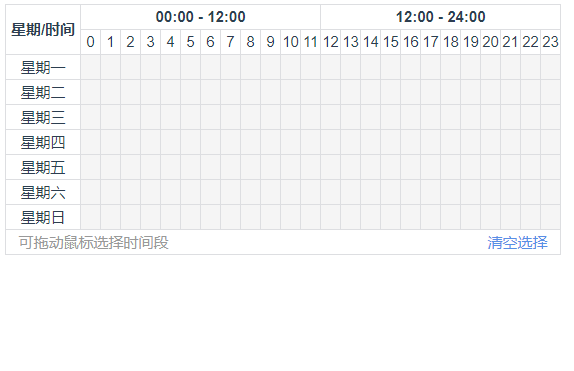 星期/时间 00:00 - 12:00 12:00 - 24:00
0 1 2 3 4 5 6 7 8 9 10 11 12 13 14 15 16 17 18 19 20 21 22 23
星期一
星期二
星期三
星期四
星期五
星期六
星期日
可拖动鼠标选择时间段 清空选择